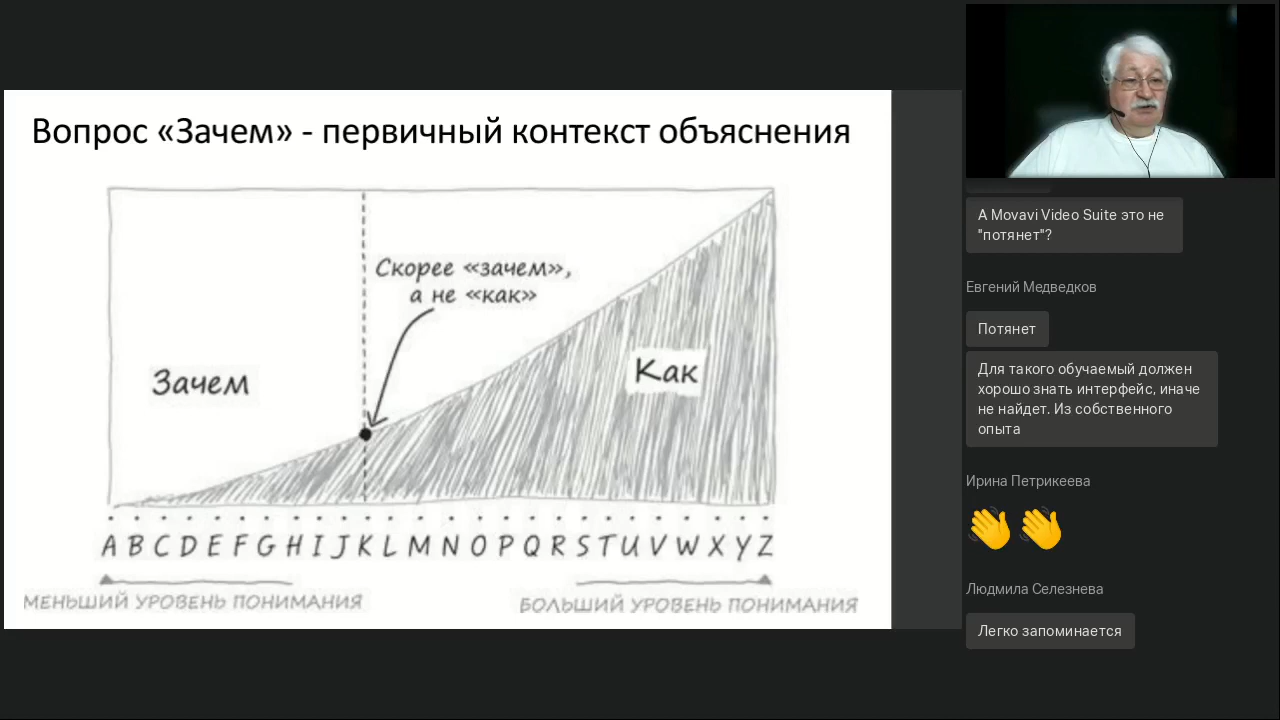 Вопрос «Зачем» - первичный контекст объяснения
Скорее «зачем»,
а не «как»
Зачем
Как
A B C D E F G H I J K L M N O P Q R S T U V W X Y Z
МЕНЬШИЙ УРОВЕНЬ ПОНИМАНИЯ
БОЛЬШИЙ УРОВЕНЬ ПОНИМАНИЯ
А Movavi Video Suite это не
"потянет"?
Евгений Медведков
Потянет
Для такого обучаемый должен
хорошо знать интерфейс, иначе
не найдет. Из собственного
опыта
Ирина Петрикеева
Людмила Селезнева
Легко запоминается